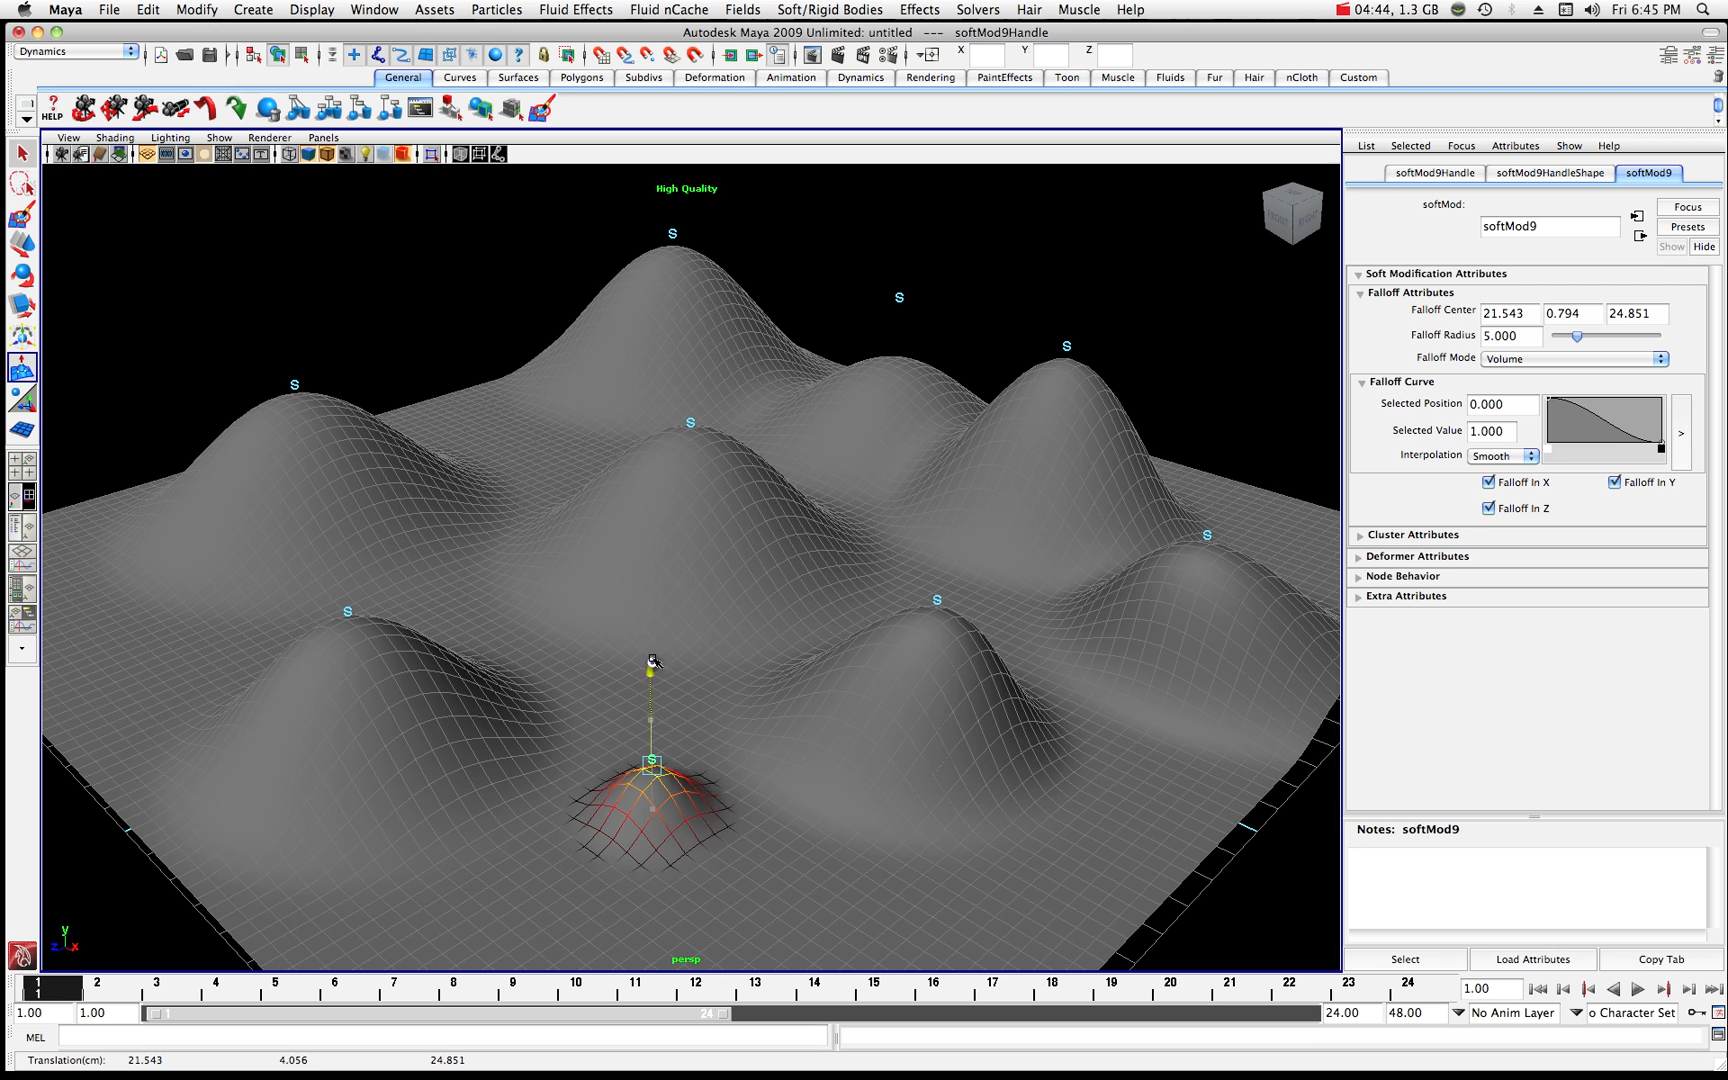 Maya File Edit Modify Create Display Window Assets Particles Fluid Effects Fluid nCache Fields Soft/Rigid Bodies Effects Solvers Hair Muscle Help 04:44, 1.3 GB Fri 6:45 PM
Autodesk Maya 2009 Unlimited: untitled --- softMod9Handle
Dynamics X Y Z
General Curves Surfaces Polygons Subdivs Deformation Animation Dynamics Rendering PaintEffects Toon Muscle Fluids Fur Hair nCloth Custom
? HELP
View Shading Lighting Show Renderer Panels
List Selected Focus Attributes Show Help
softMod9Handle softMod9HandleShape softMod9
High Quality
softMod: softMod9
Focus
Presets
Show Hide
FRONT RIGHT
S
S
S
S
S
S
S
S
S
S
Soft Modification Attributes
Falloff Attributes
Falloff Center 21.543 0.794 24.851
Falloff Radius 5.000
Falloff Mode Volume
Falloff Curve
Selected Position 0.000
Selected Value 1.000 >
Interpolation Smooth
Falloff In X Falloff In Y
Falloff In Z
Cluster Attributes
Deformer Attributes
Node Behavior
Extra Attributes
Notes: softMod9
y
z x
persp
Select Load Attributes Copy Tab
1 2 3 4 5 6 7 8 9 10 11 12 13 14 15 16 17 18 19 20 21 22 23 24 1.00
1
1.00 1.00 1 24 24.00 48.00 No Anim Layer o Character Set
MEL
Translation(cm): 21.543 4.056 24.851